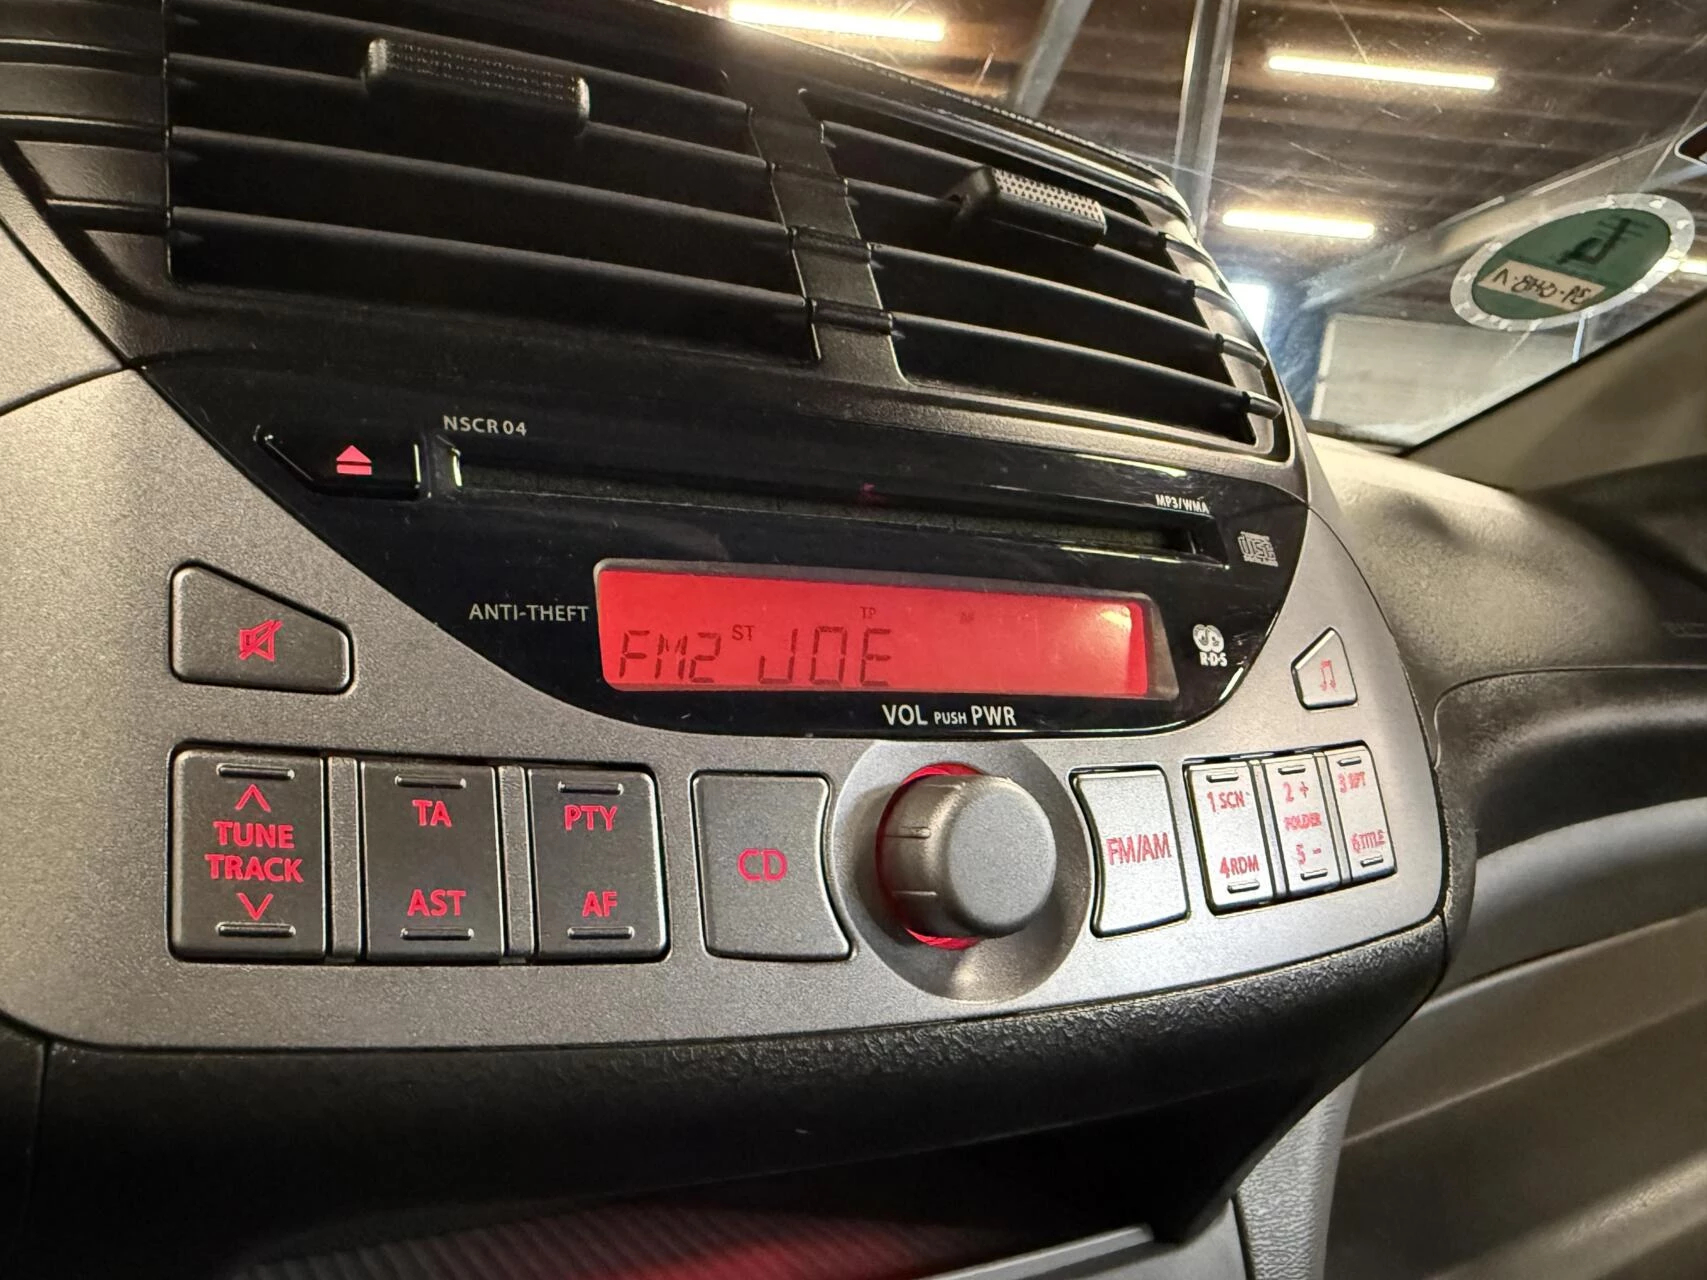 NSCR04
MP3/WMA
ANTI-THEFT
TP
AF
FM2 ST JOE
R·D·S
VOL PUSH PWR
TUNE
TRACK
TA
AST
PTY
AF
CD
FM/AM
1 SCN
4 RDM
2 +
FOLDER
5 -
3 RPT
6 TITLE